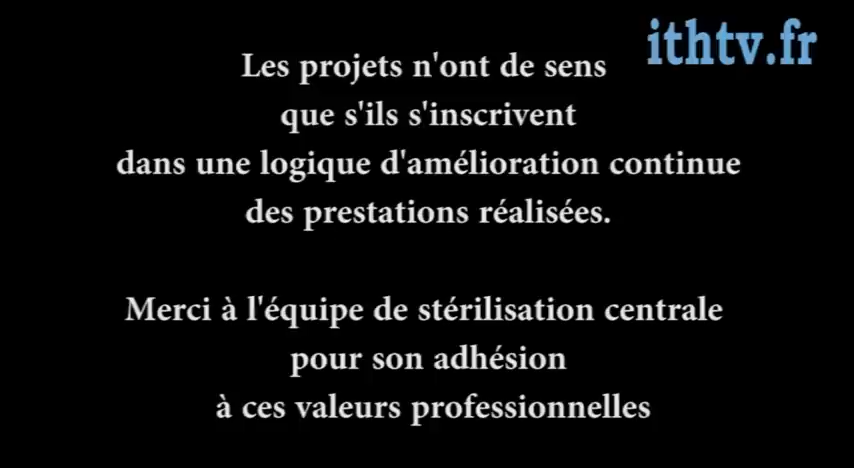 ithtv.fr
Les projets n'ont de sens
que s'ils s'inscrivent
dans une logique d'amélioration continue
des prestations réalisées.
Merci à l'équipe de stérilisation centrale
pour son adhésion
à ces valeurs professionnelles